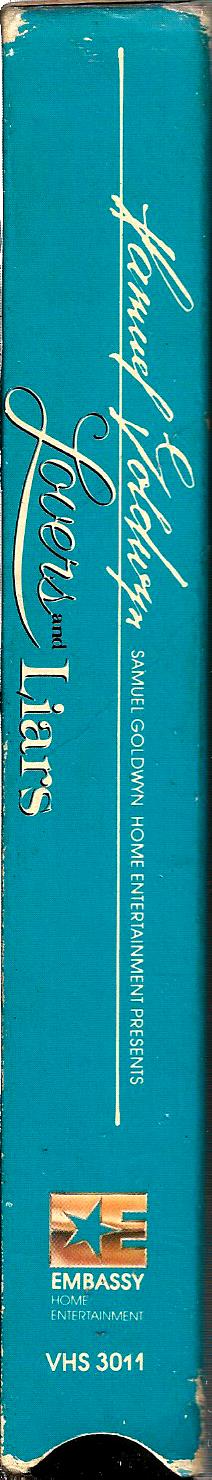 Samuel Goldwyn
SAMUEL GOLDWYN HOME ENTERTAINMENT PRESENTS
Lovers and Liars
EMBASSY
HOME
ENTERTAINMENT
VHS 3011